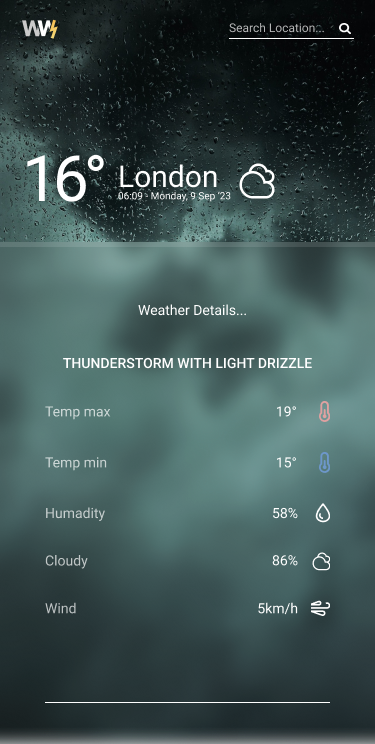 Search Location...
16°
London
06:09 - Monday, 9 Sep '23
Weather Details...
THUNDERSTORM WITH LIGHT DRIZZLE
Temp max 19°
Temp min 15°
Humadity 58%
Cloudy 86%
Wind 5km/h